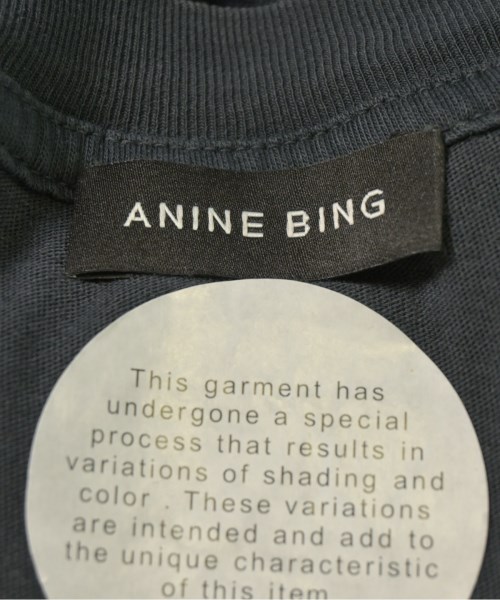 ANINE BING
This garment has
undergone a special
process that results in
variations of shading and
color . These variations
are intended and add to
the unique characteristic
of this item